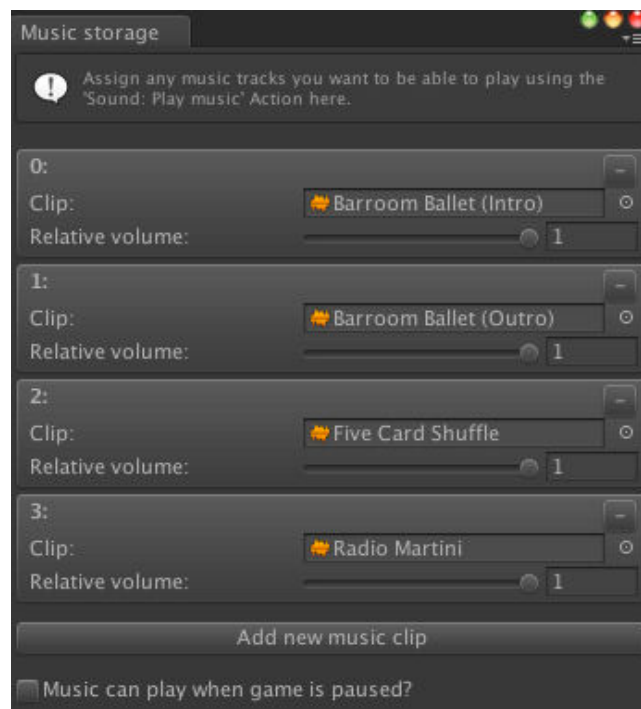 Music storage
Assign any music tracks you want to be able to play using the
'Sound: Play music' Action here.
0:
Clip: Barroom Ballet (Intro)
Relative volume: 1
1:
Clip: Barroom Ballet (Outro)
Relative volume: 1
2:
Clip: Five Card Shuffle
Relative volume: 1
3:
Clip: Radio Martini
Relative volume: 1
Add new music clip
Music can play when game is paused?